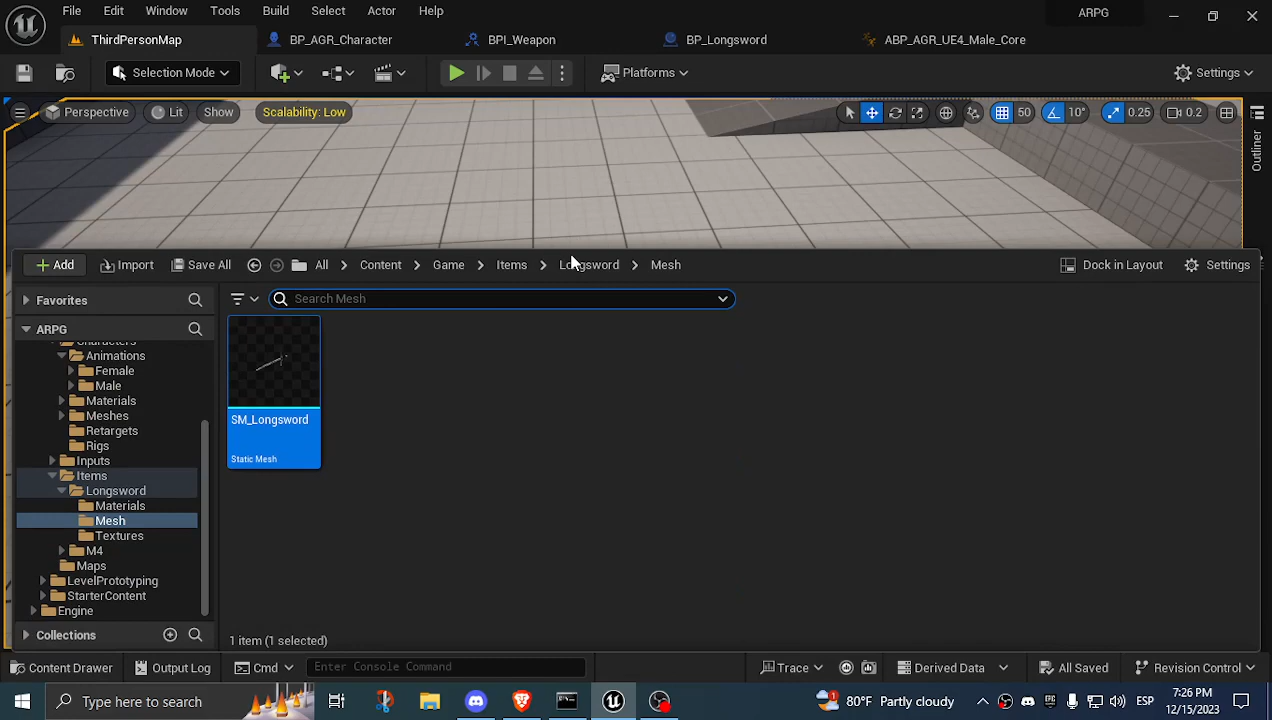 File Edit Window Tools Build Select Actor Help
ARPG
ThirdPersonMap BP_AGR_Character BPI_Weapon BP_Longsword ABP_AGR_UE4_Male_Core
Selection Mode Platforms Settings
Perspective Lit Show Scalability: Low 50 10° 0.25 0.2
Outliner
Add Import Save All All Content Game Items Longsword Mesh Dock in Layout Settings
Favorites
Search Mesh
ARPG
Characters
Animations
Female
Male
Materials
Meshes
Retargets
Rigs
Inputs
Items
Longsword
Materials
Mesh
Textures
M4
Maps
LevelPrototyping
StarterContent
Engine
Collections
SM_Longsword
Static Mesh
1 item (1 selected)
Content Drawer Output Log Cmd Enter Console Command Trace Derived Data All Saved Revision Control
Type here to search
80°F Partly cloudy
ESP
7:26 PM
12/15/2023